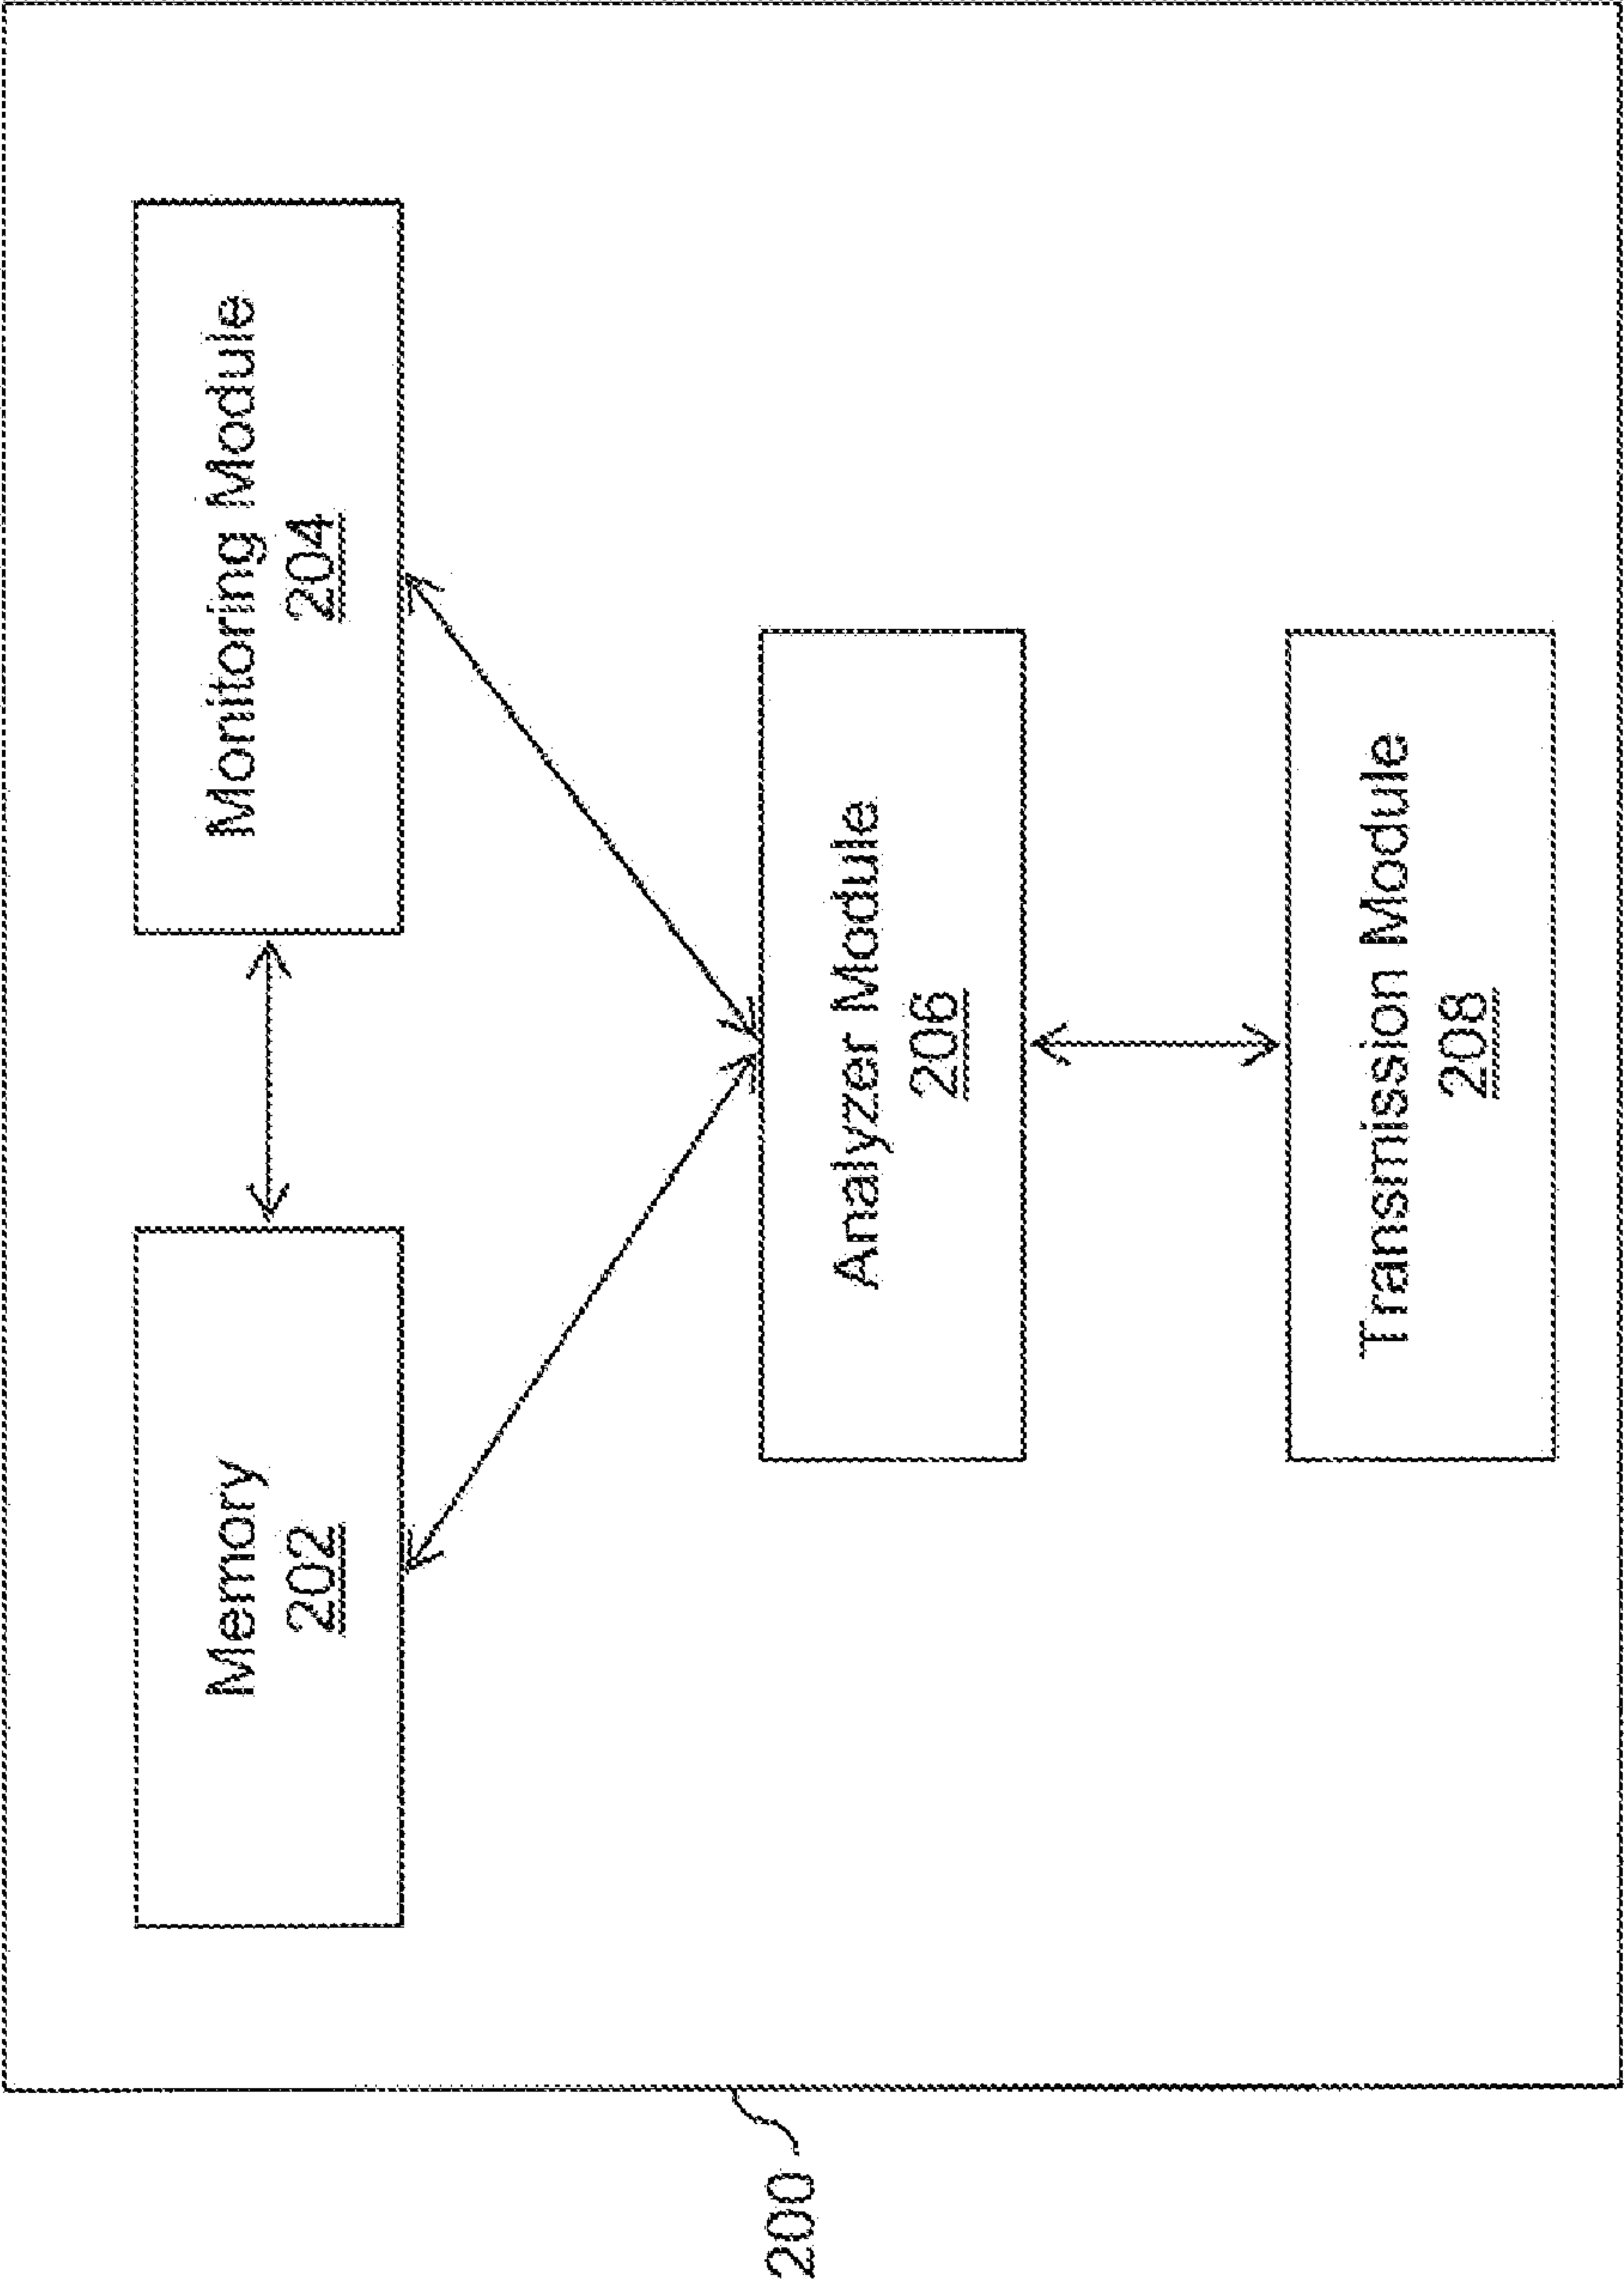 Memory
202
Monitoring Module
204
Analyzer Module
206
Transmission Module
208
200